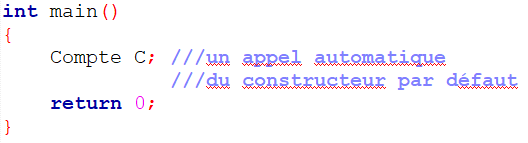 int main()
{
Compte C; ///un appel automatique
///du constructeur par défaut
return 0;
}